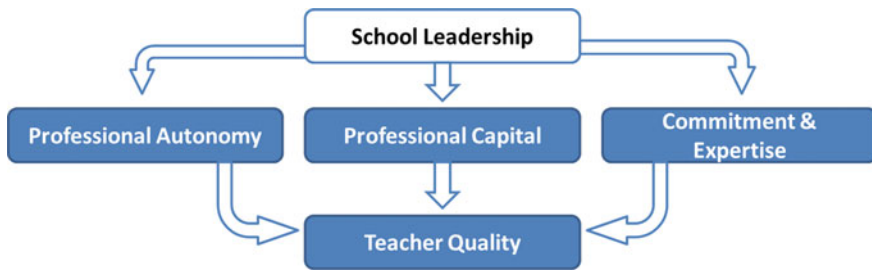 School Leadership
Professional Autonomy
Professional Capital
Commitment &
Expertise
Teacher Quality